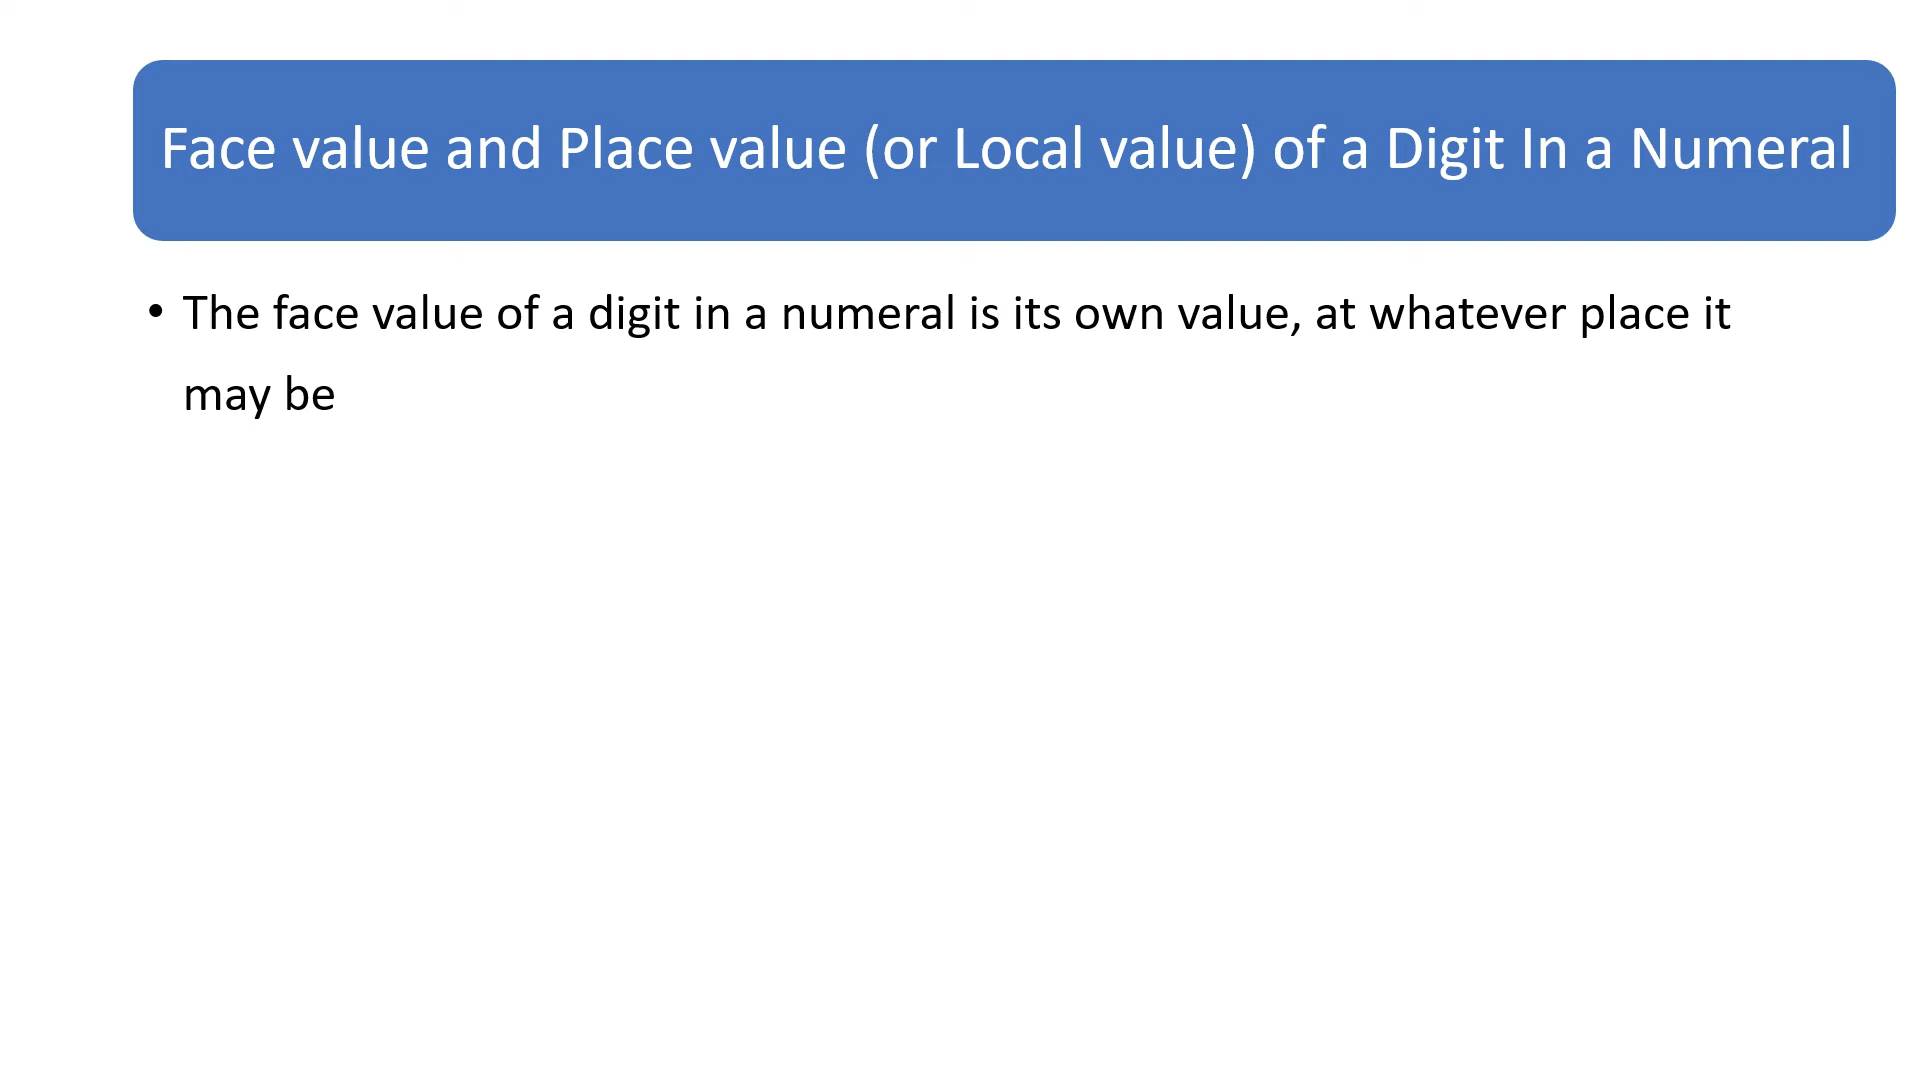 Face value and Place value (or Local value) of a Digit In a Numeral
• The face value of a digit in a numeral is its own value, at whatever place it
may be